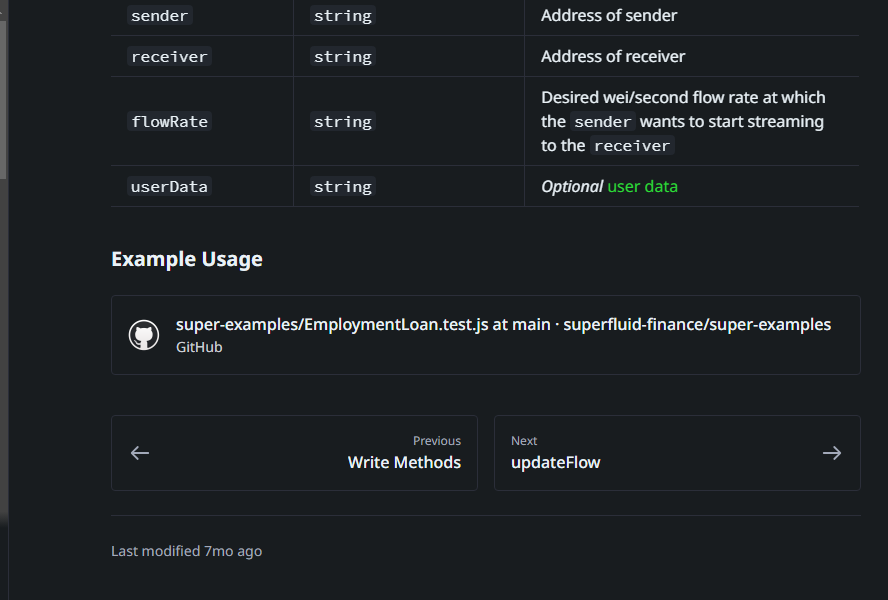 sender string Address of sender
receiver string Address of receiver
Desired wei/second flow rate at which
flowRate string the sender wants to start streaming
to the receiver
userData string Optional user data
Example Usage
super-examples/EmploymentLoan.test.js at main · superfluid-finance/super-examples
GitHub
Previous
Write Methods
Next
updateFlow
Last modified 7mo ago